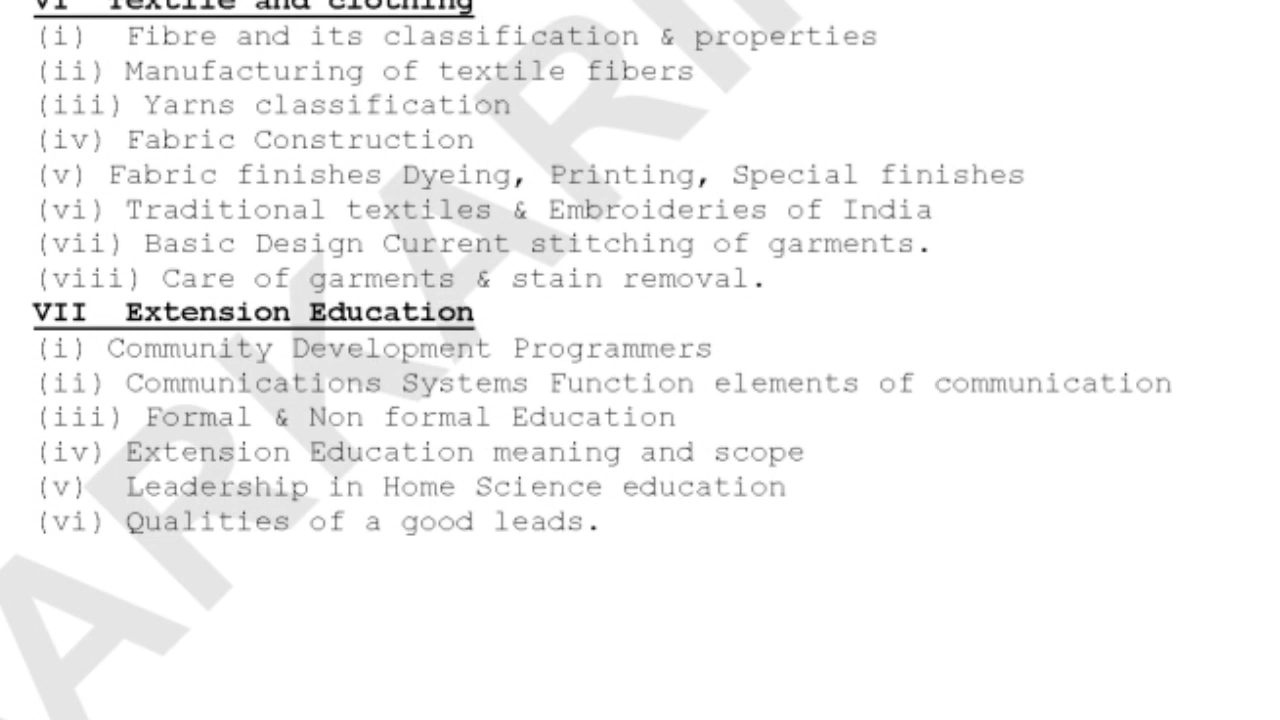 VI Textile and clothing
(i) Fibre and its classification & properties
(ii) Manufacturing of textile fibers
(iii) Yarns classification
(iv) Fabric Construction
(v) Fabric finishes Dyeing, Printing, Special finishes
(vi) Traditional textiles & Embroideries of India
(vii) Basic Design Current stitching of garments.
(viii) Care of garments & stain removal.
VII Extension Education
(i) Community Development Programmers
(ii) Communications Systems Function elements of communication
(iii) Formal & Non formal Education
(iv) Extension Education meaning and scope
(v) Leadership in Home Science education
(vi) Qualities of a good leads.